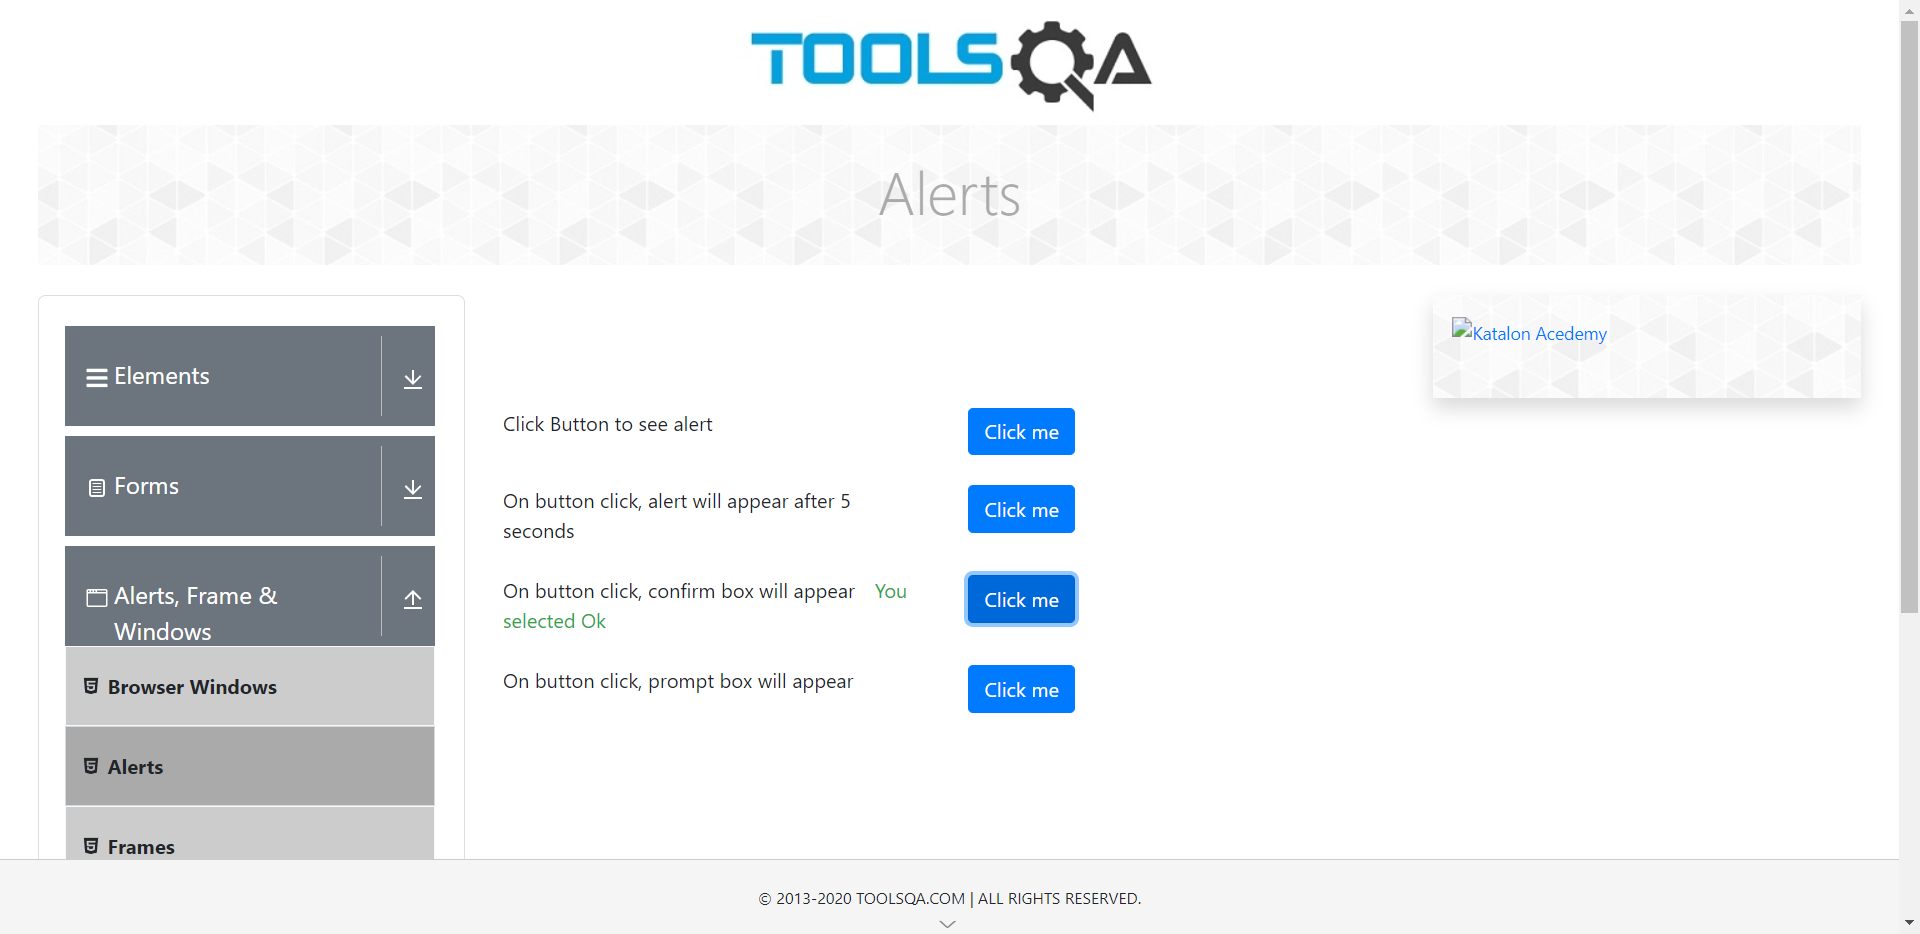 TOOLSQA
Alerts
Elements
Forms
Alerts, Frame &
Windows
Browser Windows
Alerts
Frames
Click Button to see alert
Click me
On button click, alert will appear after 5
seconds
Click me
On button click, confirm box will appear You
selected Ok
Click me
On button click, prompt box will appear
Click me
Katalon Acedemy
© 2013-2020 TOOLSQA.COM | ALL RIGHTS RESERVED.